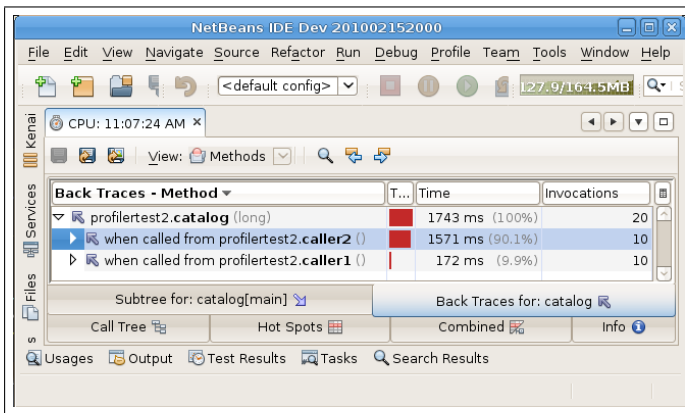 NetBeans IDE Dev 201002152000
File Edit View Navigate Source Refactor Run Debug Profile Team Tools Window Help
<default config> 127.9/164.5MB
Kenai
Services
Files
CPU: 11:07:24 AM
View: Methods
Back Traces - Method T... Time Invocations
profilertest2.catalog (long) 1743 ms (100%) 20
when called from profilertest2.caller2 () 1571 ms (90.1%) 10
when called from profilertest2.caller1 () 172 ms (9.9%) 10
Subtree for: catalog[main] Back Traces for: catalog
Call Tree Hot Spots Combined Info
Usages Output Test Results Tasks Search Results